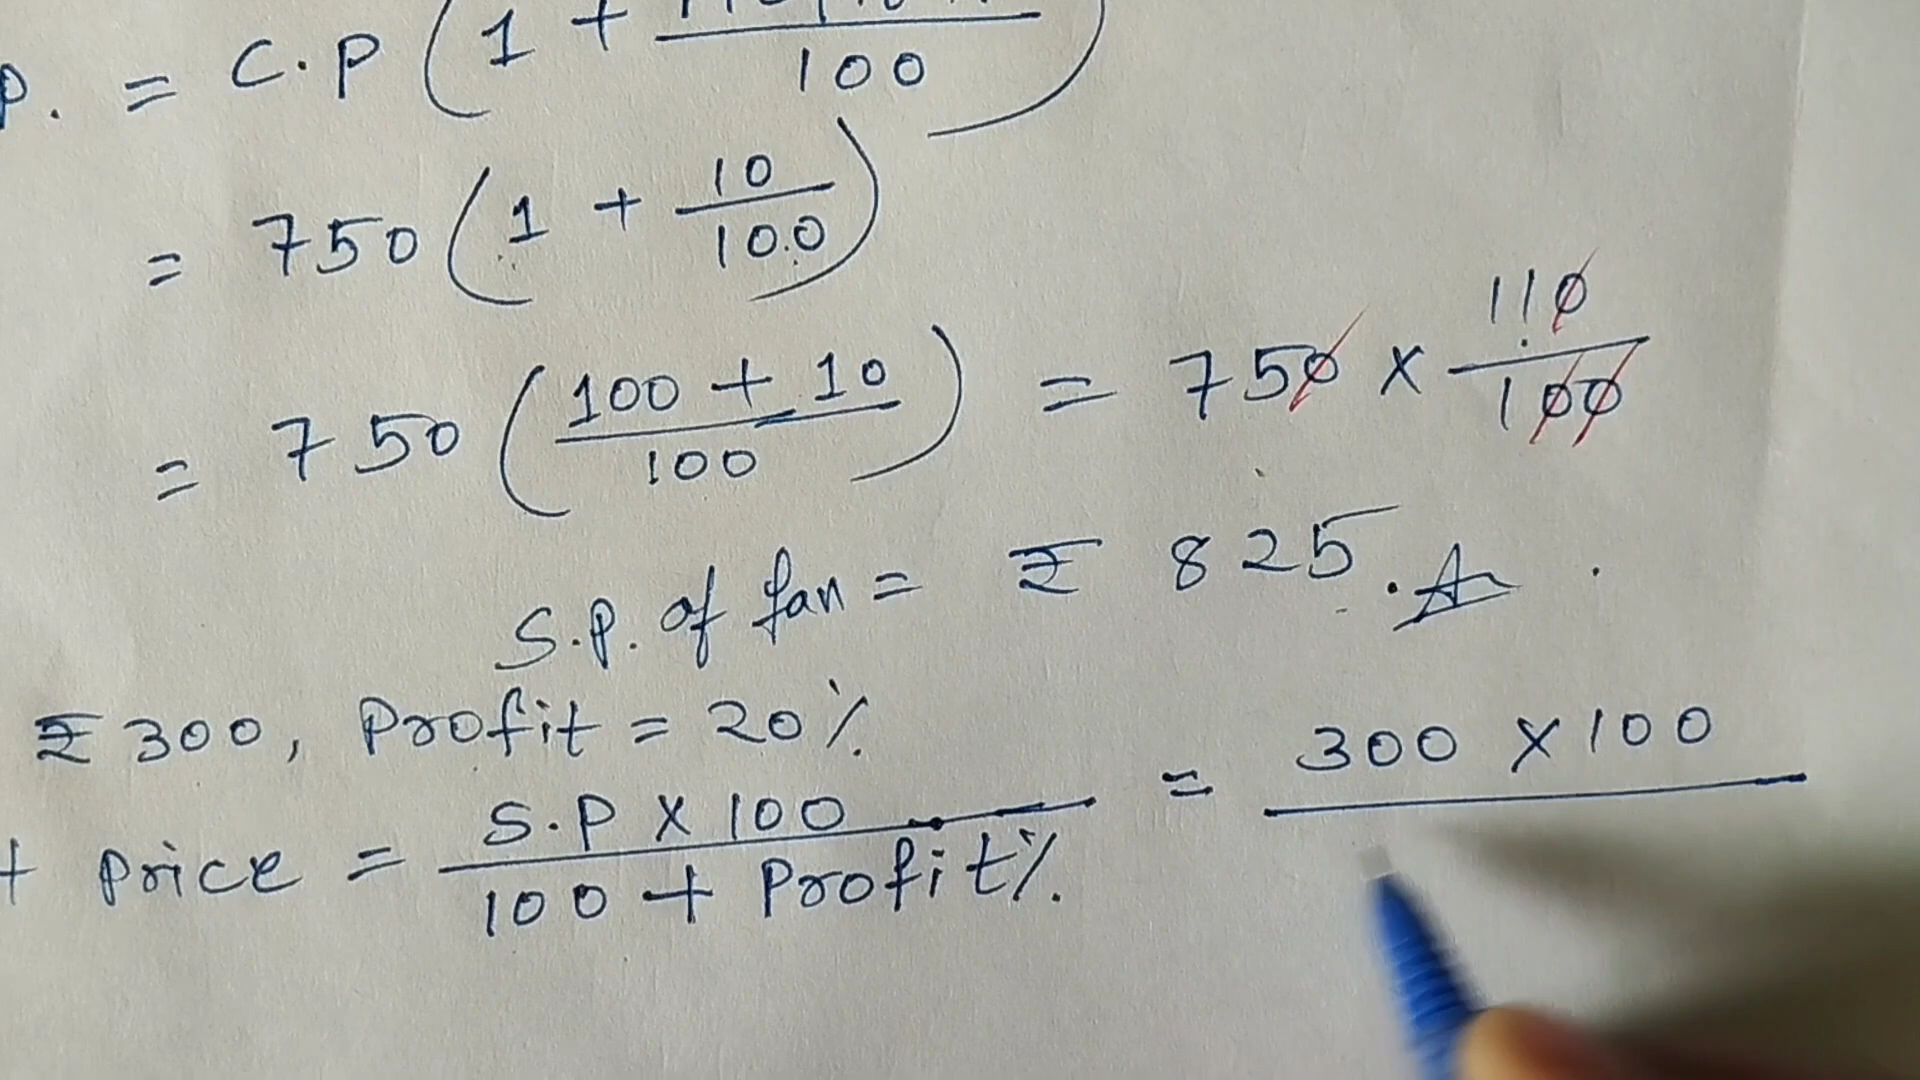 P. = C.P ( 1 + / 100 )
= 750 ( 1 + 10/100 )
= 750 ( 100 + 10 / 100 ) = 750 × 110/100
S.P. of fan = ₹ 825.
₹ 300, Profit = 20%
+ Price = S.P × 100 / 100 + Profit% = 300 × 100 /